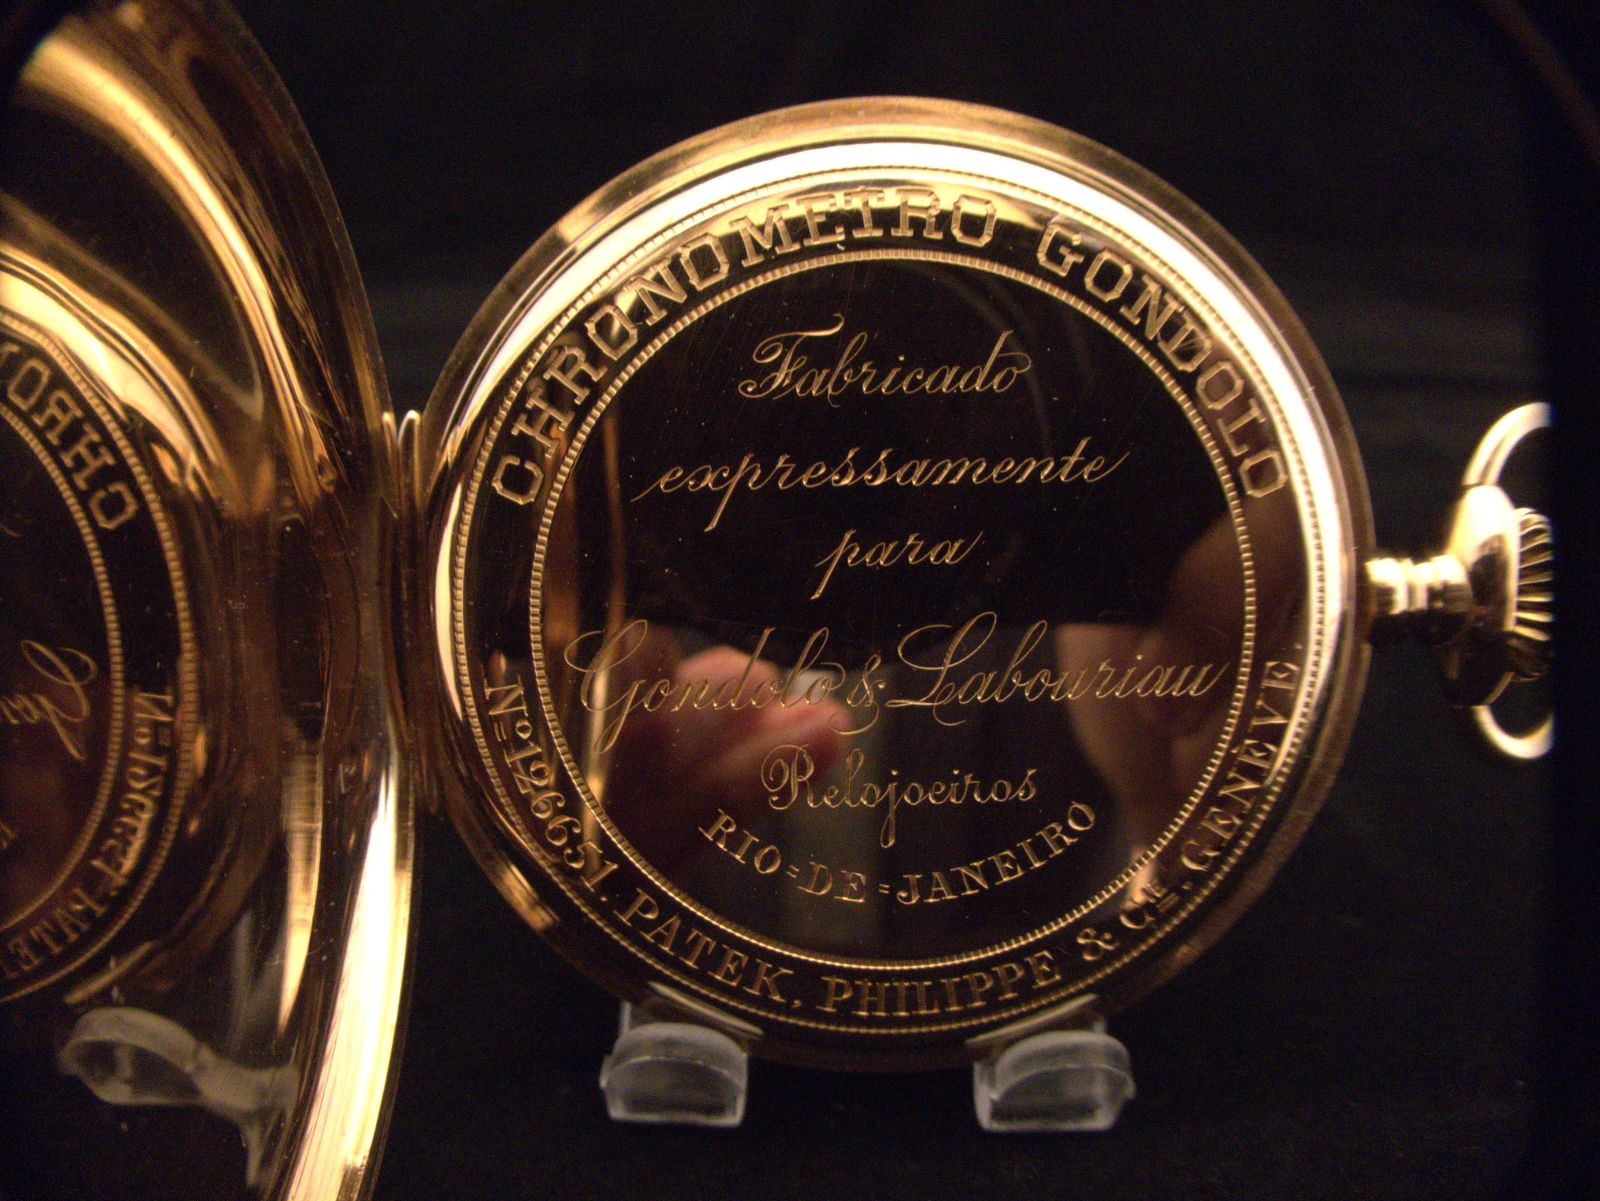 CHRONOMETRO GONDOLO
Fabricado
expressamente
para
Gondolo & Labouriau
Relojoeiros
RIO=DE=JANEIRO
Nº 126651. PATEK, PHILIPPE & Cie. GENÈVE.